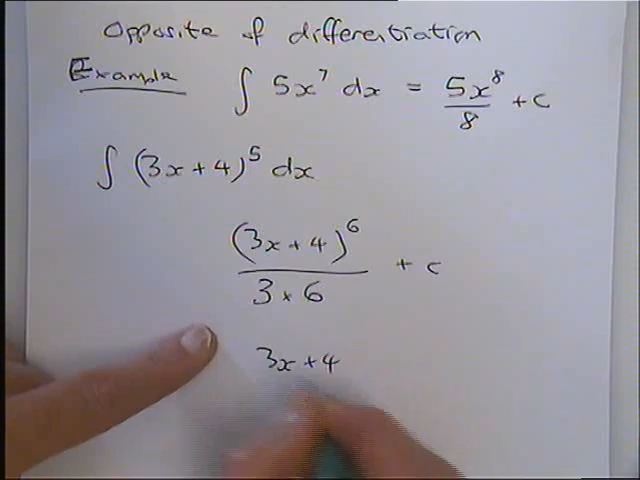 Opposite of differentiation
Example ∫ 5x⁷ dx = 5x⁸/8 + c
∫ (3x+4)⁵ dx
(3x+4)⁶/(3×6) + c
3x+4